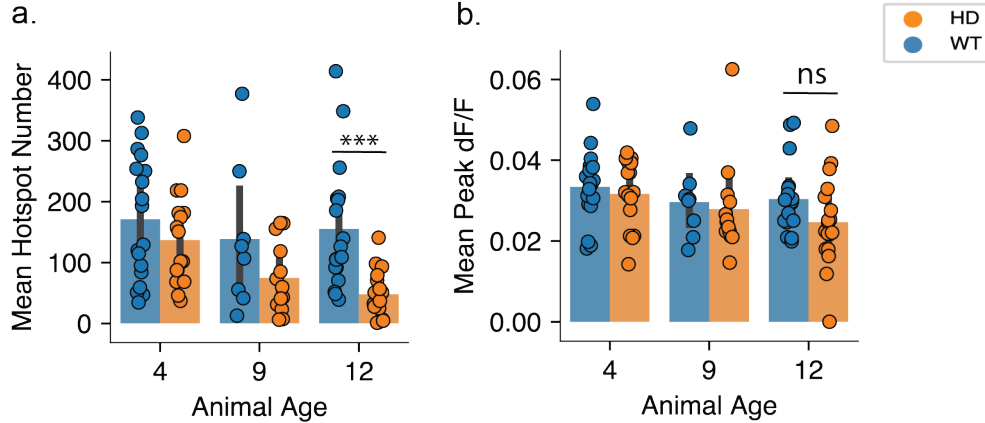 a.
Mean Hotspot Number
400
300
200
100
0
***
4 9 12
Animal Age
b.
Mean Peak dF/F
0.06
0.04
0.02
0.00
ns
4 9 12
Animal Age
HD
WT